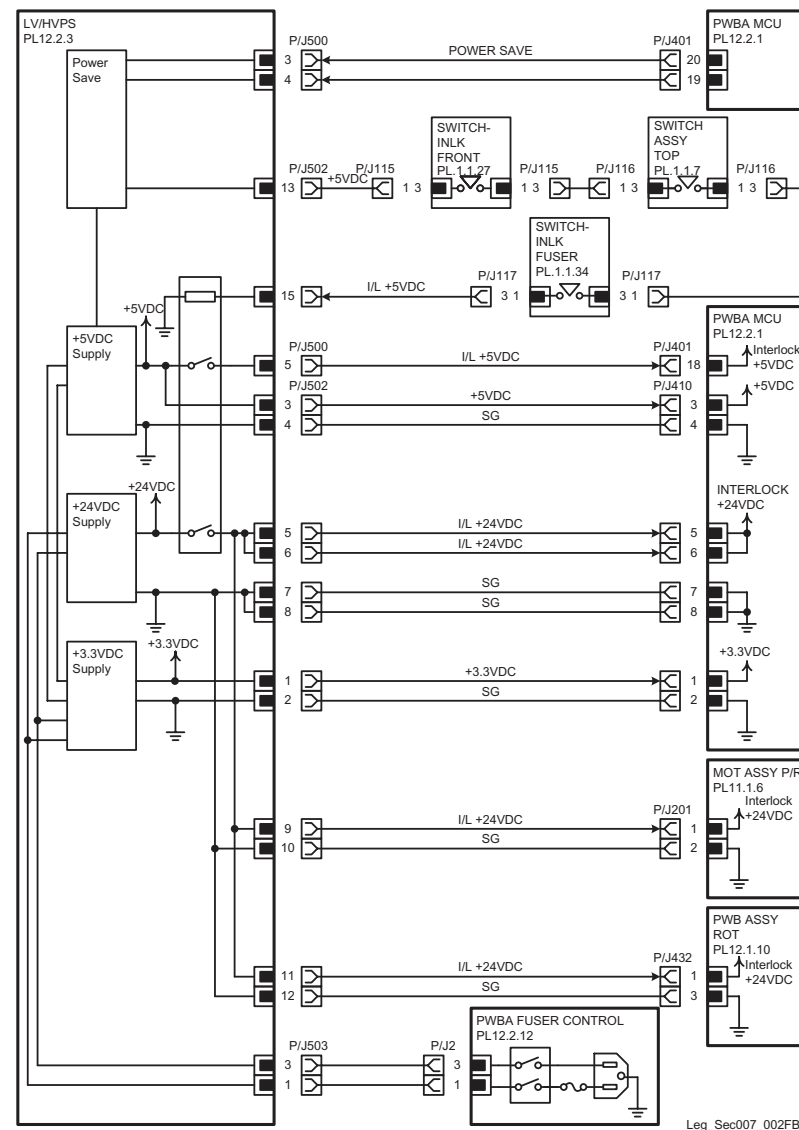 LV/HVPS
PL12.2.3
Power
Save
P/J500
3
4
POWER SAVE
P/J401
20
19
PWBA MCU
PL12.2.1
P/J502
13
+5VDC
P/J115
1 3
SWITCH-
INLK
FRONT
PL.1.1.27
P/J115
1 3
P/J116
1 3
SWITCH
ASSY
TOP
PL.1.1.7
P/J116
1 3
15
I/L +5VDC
P/J117
3 1
SWITCH-
INLK
FUSER
PL.1.1.34
P/J117
3 1
+5VDC
+5VDC
Supply
P/J500
5
I/L +5VDC
P/J401
18
PWBA MCU
PL12.2.1
Interlock
+5VDC
P/J502
3
+5VDC
P/J410
3
+5VDC
4
SG
4
+24VDC
+24VDC
Supply
5
I/L +24VDC
5
INTERLOCK
+24VDC
6
I/L +24VDC
6
7
SG
7
8
SG
8
+3.3VDC
+3.3VDC
Supply
1
+3.3VDC
1
+3.3VDC
2
SG
2
9
I/L +24VDC
P/J201
1
10
SG
2
MOT ASSY P/R
PL11.1.6
Interlock
+24VDC
11
I/L +24VDC
P/J432
1
12
SG
3
PWB ASSY
ROT
PL12.1.10
Interlock
+24VDC
P/J503
3
1
P/J2
3
1
PWBA FUSER CONTROL
PL12.2.12
Leg_Sec007_002FB